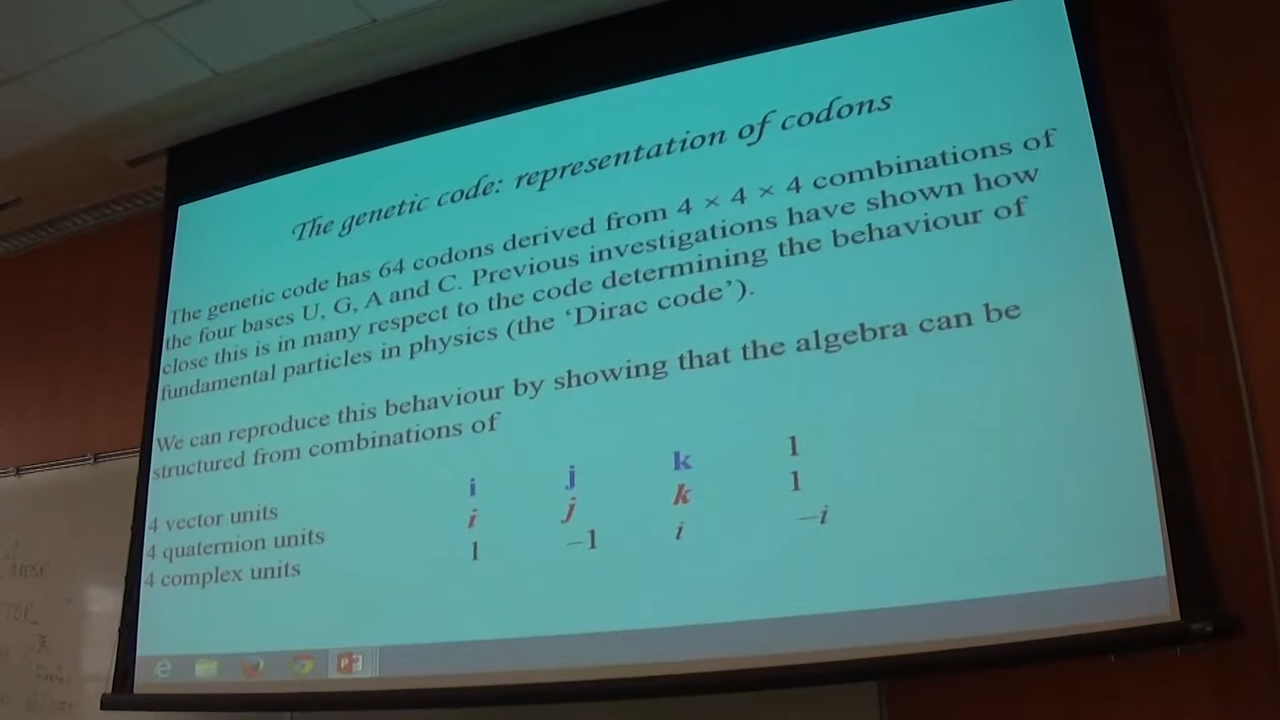 The genetic code: representation of codons
The genetic code has 64 codons derived from 4 × 4 × 4 combinations of
the four bases U, G, A and C. Previous investigations have shown how
close this is in many respect to the code determining the behaviour of
fundamental particles in physics (the ‘Dirac code’).
We can reproduce this behaviour by showing that the algebra can be
structured from combinations of
4 vector units i j k 1
4 quaternion units i j k 1
4 complex units 1 –1 i –i